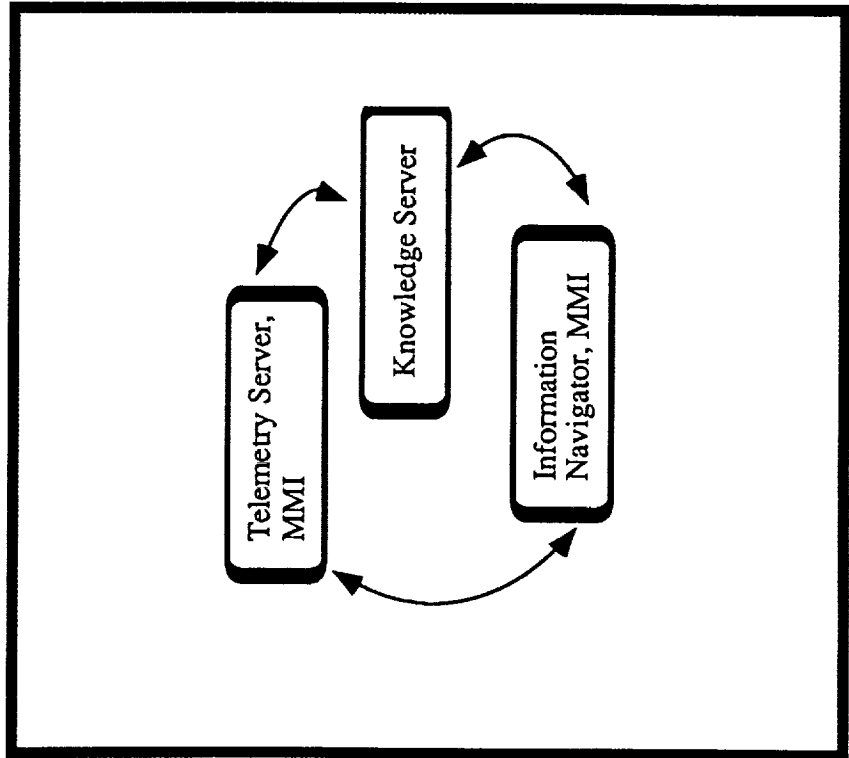 Telemetry Server,
MMI
Knowledge Server
Information
Navigator, MMI